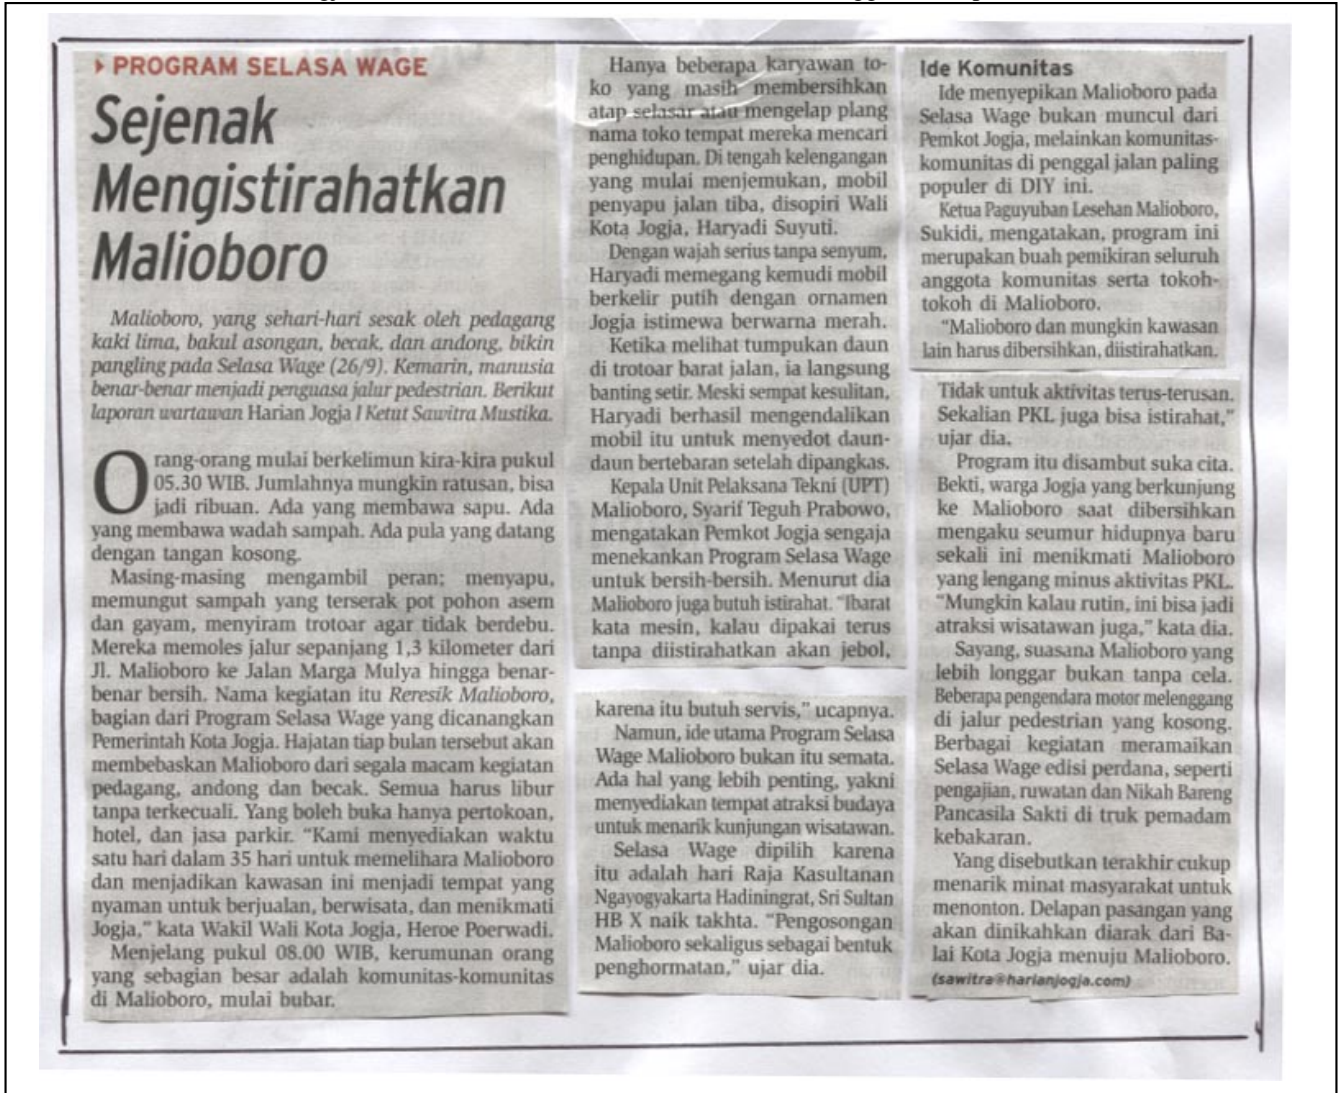 PROGRAM SELASA WAGE
Sejenak
Mengistirahatkan
Malioboro
Malioboro, yang sehari-hari sesak oleh pedagang
kaki lima, bakul asongan, becak, dan andong, bikin
pangling pada Selasa Wage (26/9). Kemarin, manusia
benar-benar menjadi penguasa jalur pedestrian. Berikut
laporan wartawan Harian Jogja I Ketut Sawitra Mustika.
Orang-orang mulai berkelimun kira-kira pukul
05.30 WIB. Jumlahnya mungkin ratusan, bisa
jadi ribuan. Ada yang membawa sapu. Ada
yang membawa wadah sampah. Ada pula yang datang
dengan tangan kosong.
Masing-masing mengambil peran; menyapu,
memungut sampah yang terserak pot pohon asem
dan gayam, menyiram trotoar agar tidak berdebu.
Mereka memoles jalur sepanjang 1,3 kilometer dari
Jl. Malioboro ke Jalan Marga Mulya hingga benar-
benar bersih. Nama kegiatan itu Reresik Malioboro,
bagian dari Program Selasa Wage yang dicanangkan
Pemerintah Kota Jogja. Hajatan tiap bulan tersebut akan
membebaskan Malioboro dari segala macam kegiatan
pedagang, andong dan becak. Semua harus libur
tanpa terkecuali. Yang boleh buka hanya pertokoan,
hotel, dan jasa parkir. "Kami menyediakan waktu
satu hari dalam 35 hari untuk memelihara Malioboro
dan menjadikan kawasan ini menjadi tempat yang
nyaman untuk berjualan, berwisata, dan menikmati
Jogja," kata Wakil Wali Kota Jogja, Heroe Poerwadi.
Menjelang pukul 08.00 WIB, kerumunan orang
yang sebagian besar adalah komunitas-komunitas
di Malioboro, mulai bubar.
Hanya beberapa karyawan to-
ko yang masih membersihkan
atap selasar atau mengelap plang
nama toko tempat mereka mencari
penghidupan. Di tengah kelengangan
yang mulai menjemukan, mobil
penyapu jalan tiba, disopiri Wali
Kota Jogja, Haryadi Suyuti.
Dengan wajah serius tanpa senyum,
Haryadi memegang kemudi mobil
berkelir putih dengan ornamen
Jogja istimewa berwarna merah.
Ketika melihat tumpukan daun
di trotoar barat jalan, ia langsung
banting setir. Meski sempat kesulitan,
Haryadi berhasil mengendalikan
mobil itu untuk menyedot daun-
daun bertebaran setelah dipangkas.
Kepala Unit Pelaksana Tekni (UPT)
Malioboro, Syarif Teguh Prabowo,
mengatakan Pemkot Jogja sengaja
menekankan Program Selasa Wage
untuk bersih-bersih. Menurut dia
Malioboro juga butuh istirahat. "Ibarat
kata mesin, kalau dipakai terus
tanpa diistirahatkan akan jebol,
karena itu butuh servis," ucapnya.
Namun, ide utama Program Selasa
Wage Malioboro bukan itu semata.
Ada hal yang lebih penting, yakni
menyediakan tempat atraksi budaya
untuk menarik kunjungan wisatawan.
Selasa Wage dipilih karena
itu adalah hari Raja Kasultanan
Ngayogyakarta Hadiningrat, Sri Sultan
HB X naik takhta. "Pengosongan
Malioboro sekaligus sebagai bentuk
penghormatan," ujar dia.
Ide Komunitas
Ide menyepikan Malioboro pada
Selasa Wage bukan muncul dari
Pemkot Jogja, melainkan komunitas-
komunitas di penggal jalan paling
populer di DIY ini.
Ketua Paguyuban Lesehan Malioboro,
Sukidi, mengatakan, program ini
merupakan buah pemikiran seluruh
anggota komunitas serta tokoh-
tokoh di Malioboro.
"Malioboro dan mungkin kawasan
lain harus dibersihkan, diistirahatkan.
Tidak untuk aktivitas terus-terusan.
Sekalian PKL juga bisa istirahat,"
ujar dia.
Program itu disambut suka cita.
Bekti, warga Jogja yang berkunjung
ke Malioboro saat dibersihkan
mengaku seumur hidupnya baru
sekali ini menikmati Malioboro
yang lengang minus aktivitas PKL.
"Mungkin kalau rutin, ini bisa jadi
atraksi wisatawan juga," kata dia.
Sayang, suasana Malioboro yang
lebih longgar bukan tanpa cela.
Beberapa pengendara motor melenggang
di jalur pedestrian yang kosong.
Berbagai kegiatan meramaikan
Selasa Wage edisi perdana, seperti
pengajian, ruwatan dan Nikah Bareng
Pancasila Sakti di truk pemadam
kebakaran.
Yang disebutkan terakhir cukup
menarik minat masyarakat untuk
menonton. Delapan pasangan yang
akan dinikahkan diarak dari Ba-
lai Kota Jogja menuju Malioboro.
(sawitra@harianjogja.com)